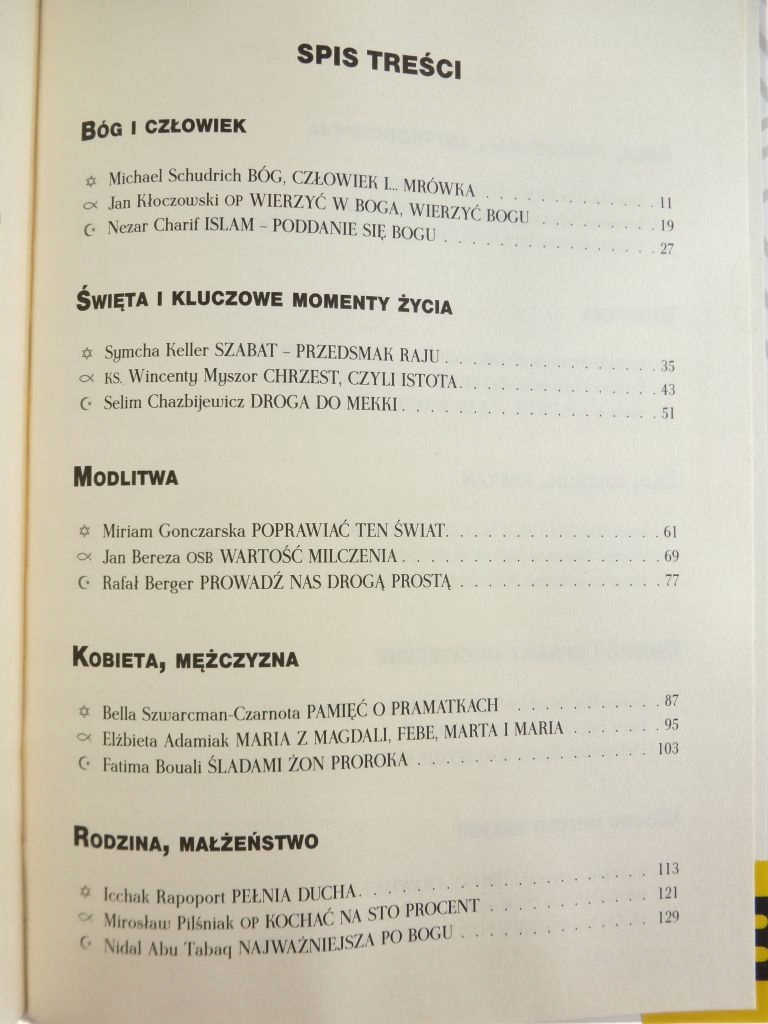 SPIS TREŚCI
BÓG I CZŁOWIEK
✡ Michael Schudrich BÓG, CZŁOWIEK I... MRÓWKA . . . . . . . . . . . . 11
Jan Kłoczowski OP WIERZYĆ W BOGA, WIERZYĆ BOGU . . . . . . . . 19
☪ Nezar Charif ISLAM – PODDANIE SIĘ BOGU . . . . . . . . . . . . . . . 27
ŚWIĘTA I KLUCZOWE MOMENTY ŻYCIA
✡ Symcha Keller SZABAT – PRZEDSMAK RAJU . . . . . . . . . . . . . . . 35
KS. Wincenty Myszor CHRZEST, CZYLI ISTOTA . . . . . . . . . . . . . . 43
☪ Selim Chazbijewicz DROGA DO MEKKI . . . . . . . . . . . . . . . . . . 51
MODLITWA
✡ Miriam Gonczarska POPRAWIAĆ TEN ŚWIAT . . . . . . . . . . . . . . . 61
Jan Bereza OSB WARTOŚĆ MILCZENIA . . . . . . . . . . . . . . . . . . 69
☪ Rafał Berger PROWADŹ NAS DROGĄ PROSTĄ . . . . . . . . . . . . . . 77
KOBIETA, MĘŻCZYZNA
✡ Bella Szwarcman-Czarnota PAMIĘĆ O PRAMATKACH . . . . . . . . . . 87
Elżbieta Adamiak MARIA Z MAGDALI, FEBE, MARTA I MARIA . . . . . . 95
☪ Fatima Bouali ŚLADAMI ŻON PROROKA . . . . . . . . . . . . . . . . . 103
RODZINA, MAŁŻEŃSTWO
✡ Icchak Rapoport PEŁNIA DUCHA . . . . . . . . . . . . . . . . . . . . 113
Mirosław Pilśniak OP KOCHAĆ NA STO PROCENT . . . . . . . . . . . . 121
☪ Nidal Abu Tabaq NAJWAŻNIEJSZA PO BOGU . . . . . . . . . . . . . . 129